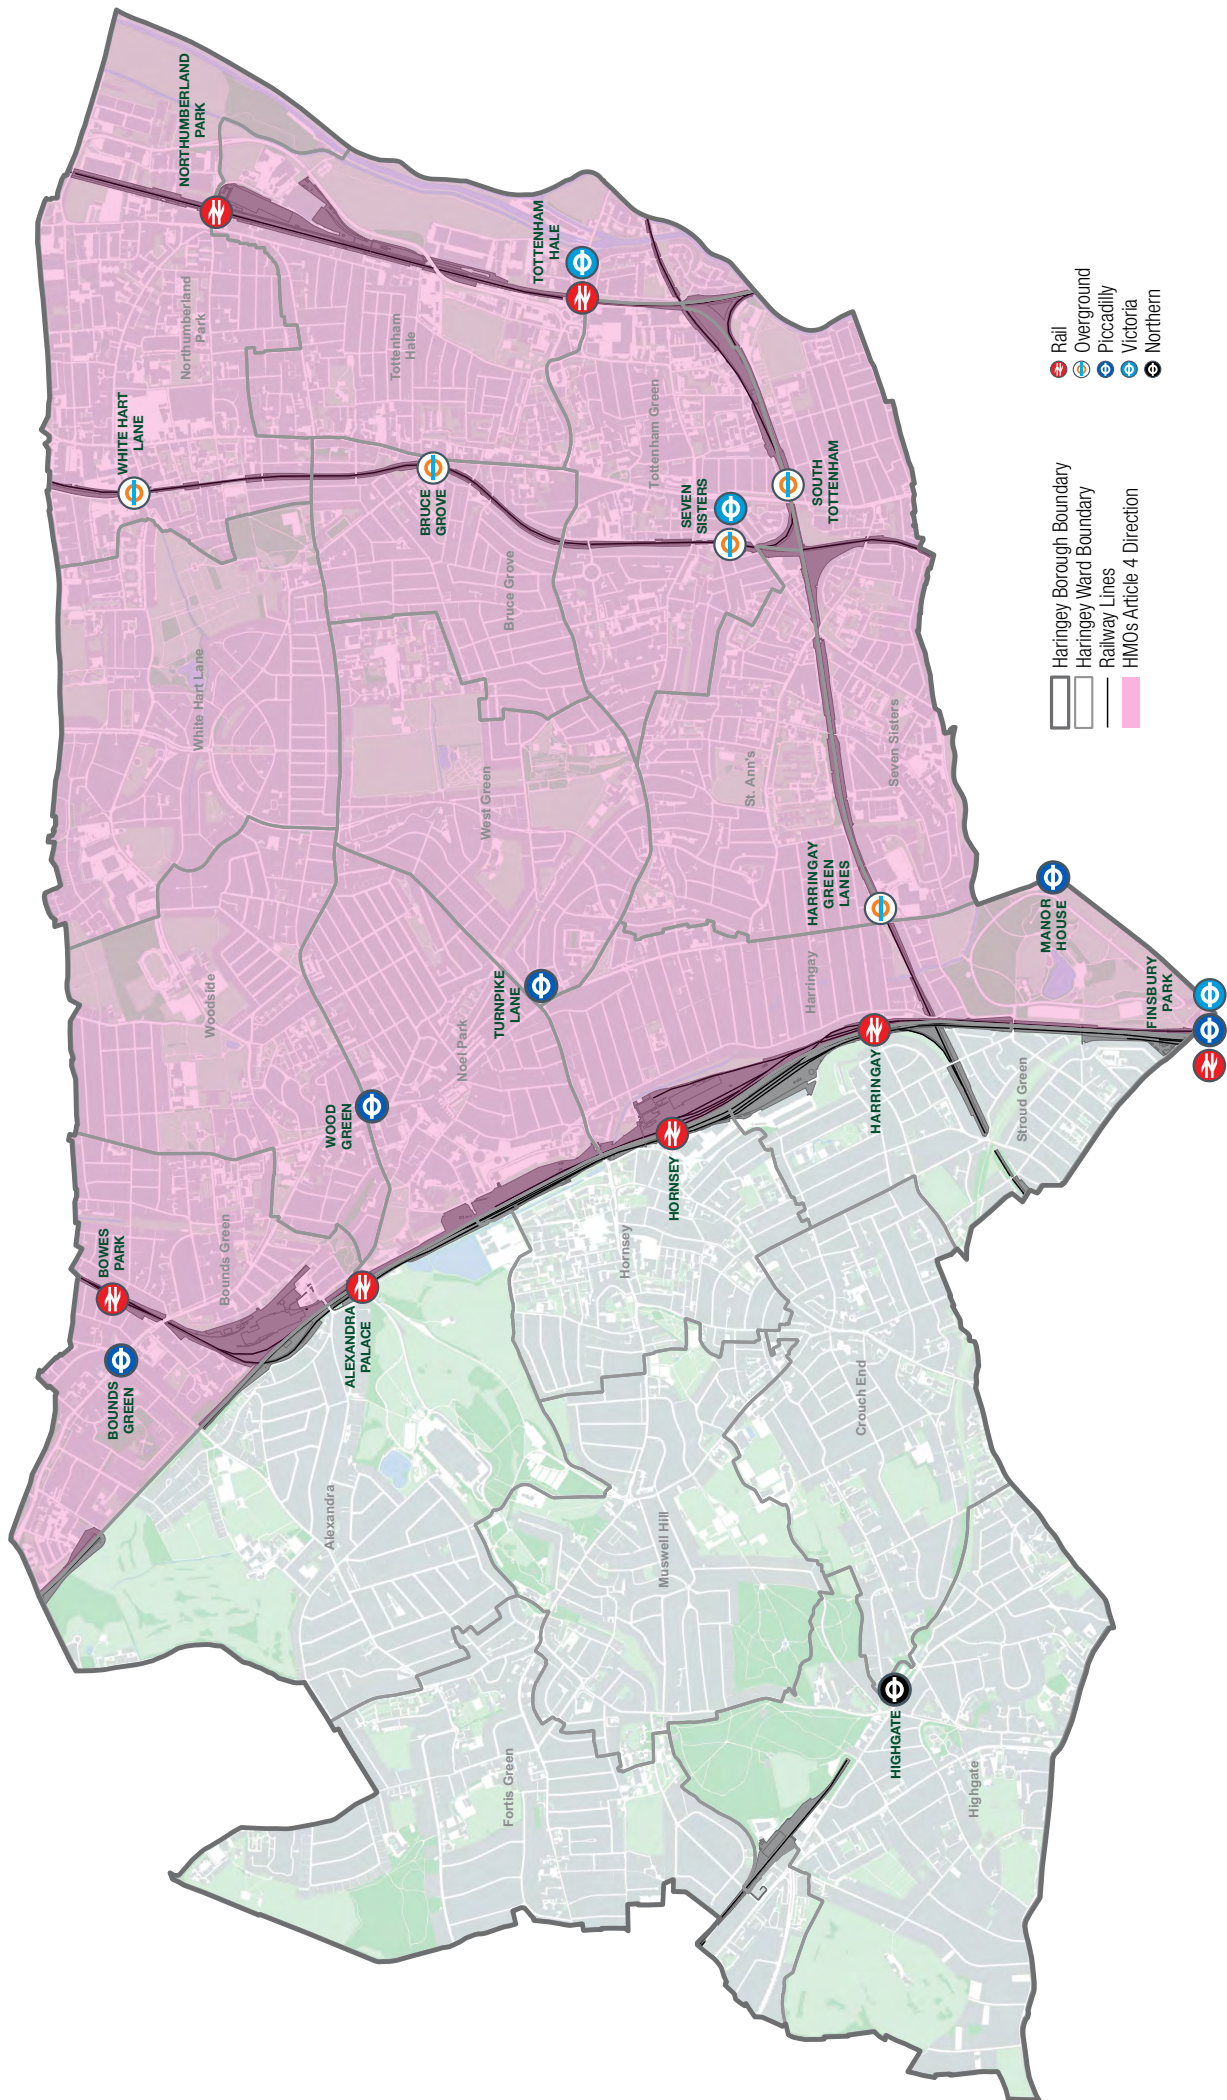 NORTHUMBERLAND
PARK
WHITE HART
LANE
Northumberland
Park
Tottenham
Hale
TOTTENHAM
HALE
BRUCE
GROVE
Tottenham Green
SEVEN
SISTERS
SOUTH
TOTTENHAM
White Hart Lane
Bruce Grove
West Green
St. Ann's
Seven Sisters
Woodside
WOOD
GREEN
Noel Park
TURNPIKE
LANE
HARRINGAY
GREEN
LANES
Harringay
MANOR
HOUSE
FINSBURY
PARK
BOWES
PARK
Bounds Green
BOUNDS
GREEN
ALEXANDRA
PALACE
HORNSEY
Hornsey
HARRINGAY
Stroud Green
Alexandra
Muswell Hill
Crouch End
Fortis Green
HIGHGATE
Highgate
Haringey Borough Boundary
Haringey Ward Boundary
Railway Lines
HMOs Article 4 Direction
Rail
Overground
Piccadilly
Victoria
Northern